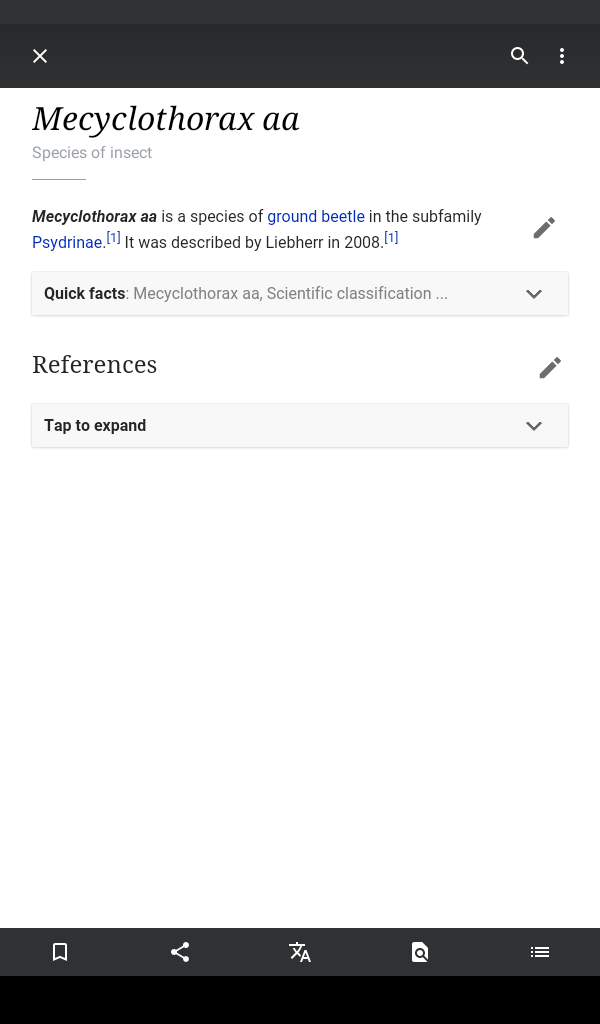 Mecyclothorax aa
Species of insect
Mecyclothorax aa is a species of ground beetle in the subfamily
Psydrinae.[1] It was described by Liebherr in 2008.[1]
Quick facts: Mecyclothorax aa, Scientific classification ...
References
Tap to expand